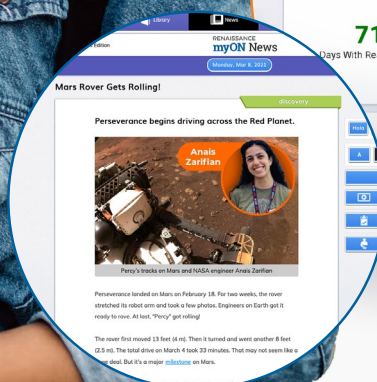 Library
News
Edition
RENAISSANCE
myON News
Monday, Mar 8, 2021
71
Days With Re
Mars Rover Gets Rolling!
discovery
Hola
A
Perseverance begins driving across the Red Planet.
Anais
Zarifian
Percy's tracks on Mars and NASA engineer Anais Zarifian
Perseverance landed on Mars on February 18. For two weeks, the rover
stretched its robot arm and took a few photos. Engineers on Earth got it
ready to rove. At last, "Percy" got rolling!
The rover first moved 13 feet (4 m). Then it turned and went another 8 feet
(2.5 m). The total drive on March 4 took 33 minutes. That may not seem like a
deal. But it's a major milestone on Mars.